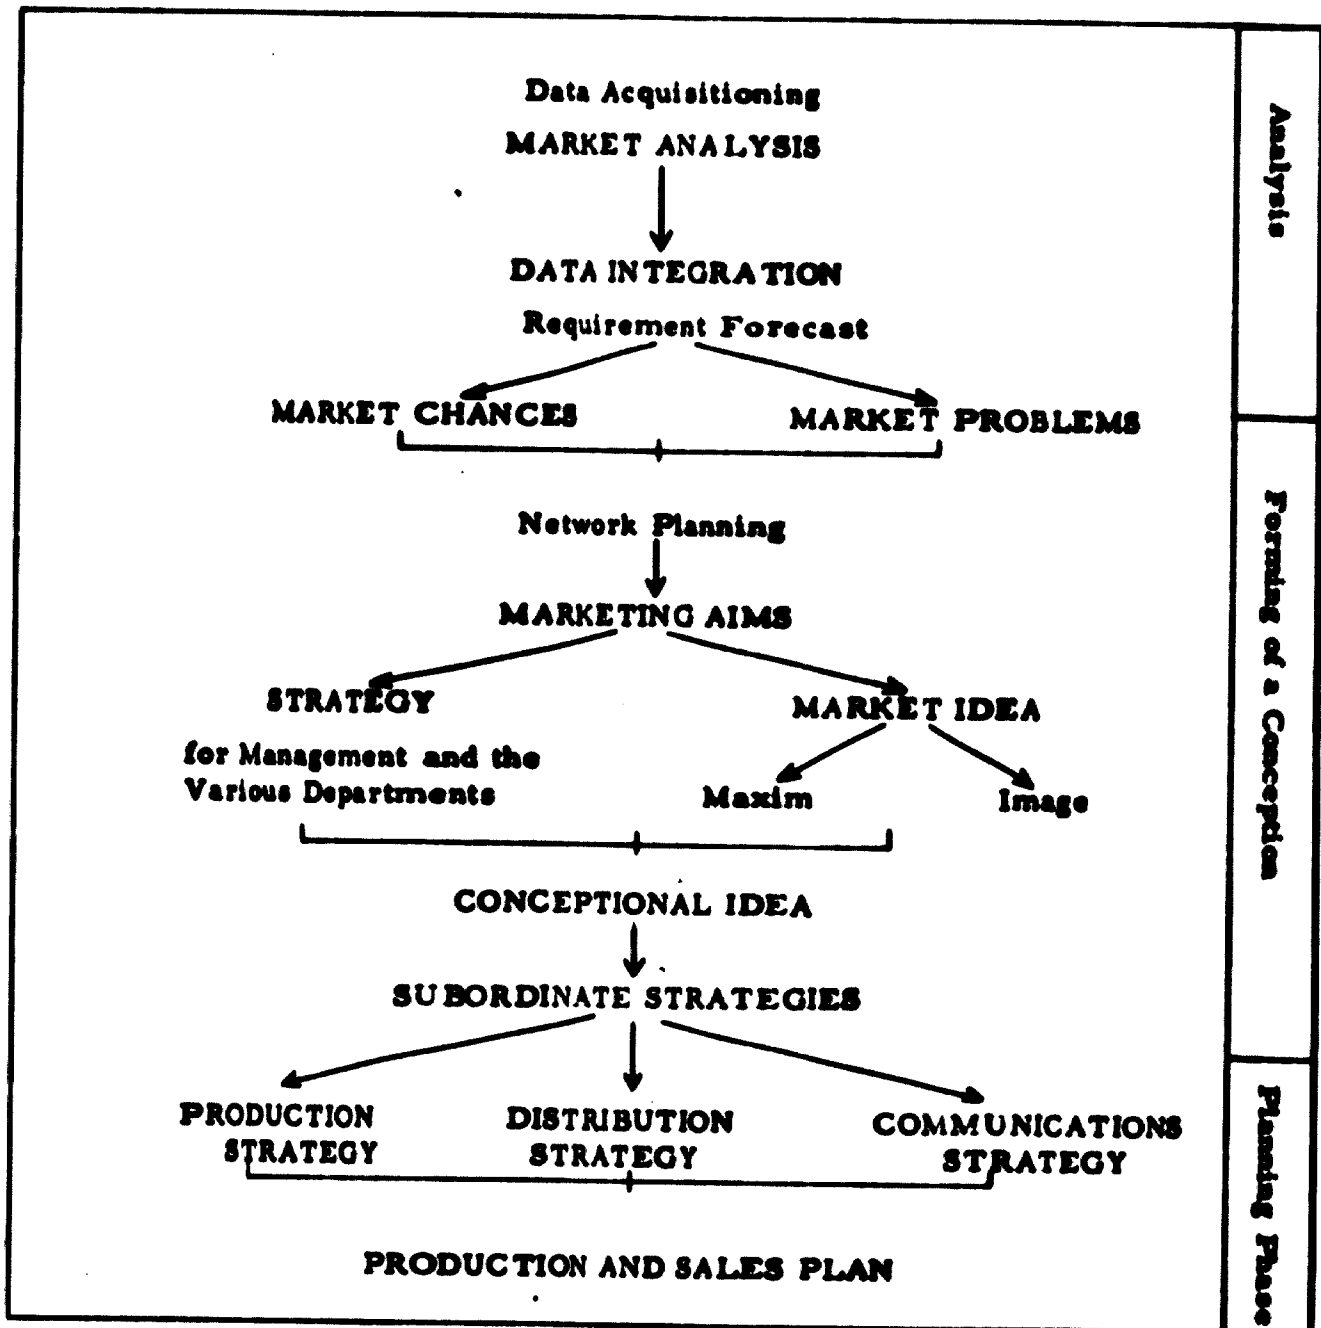 Data Acquisitioning
MARKET ANALYSIS
DATA INTEGRATION
Requirement Forecast
MARKET CHANCES
MARKET PROBLEMS
Network Planning
MARKETING AIMS
STRATEGY
MARKET IDEA
for Management and the
Various Departments
Maxim
Image
CONCEPTIONAL IDEA
SUBORDINATE STRATEGIES
PRODUCTION
STRATEGY
DISTRIBUTION
STRATEGY
COMMUNICATIONS
STRATEGY
PRODUCTION AND SALES PLAN
Analysis
Forming of a Conception
Planning Phase